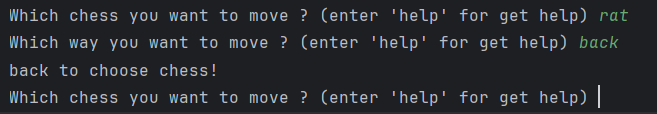 Which chess you want to move ? (enter 'help' for get help) rat
Which way you want to move ? (enter 'help' for get help) back
back to choose chess!
Which chess you want to move ? (enter 'help' for get help)